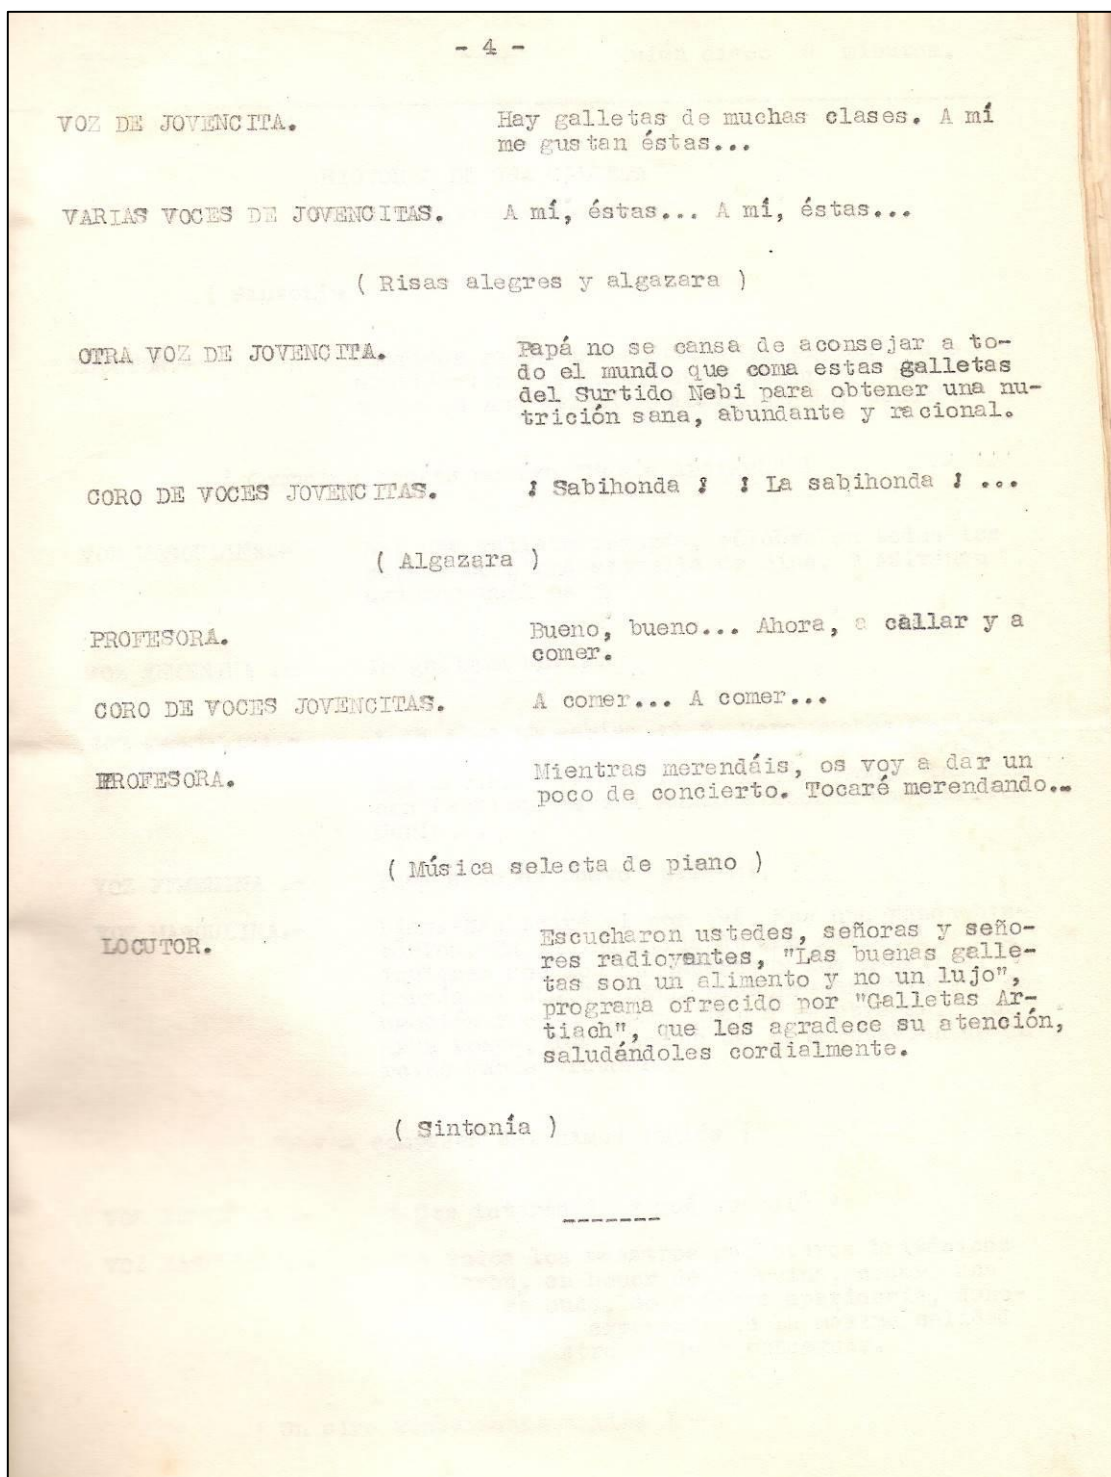 - 4 -
VOZ DE JOVENCITA. Hay galletas de muchas clases. A mí
me gustan éstas...
VARIAS VOCES DE JOVENCITAS. A mí, éstas... A mí, éstas...
( Risas alegres y algazara )
OTRA VOZ DE JOVENCITA. Papá no se cansa de aconsejar a to-
do el mundo que coma estas galletas
del Surtido Nebi para obtener una nu-
trición sana, abundante y racional.
CORO DE VOCES JOVENCITAS. ! Sabihonda ! ! La sabihonda ! ...
( Algazara )
PROFESORA. Bueno, bueno... Ahora, a callar y a
comer.
CORO DE VOCES JOVENCITAS. A comer... A comer...
PROFESORA. Mientras merendáis, os voy a dar un
poco de concierto. Tocaré merendando..
( Música selecta de piano )
LOCUTOR. Escucharon ustedes, señoras y seño-
res radioyentes, "Las buenas galle-
tas son un alimento y no un lujo",
programa ofrecido por "Galletas Ar-
tiach", que les agradece su atención,
saludándoles cordialmente.
( Sintonía )
-------